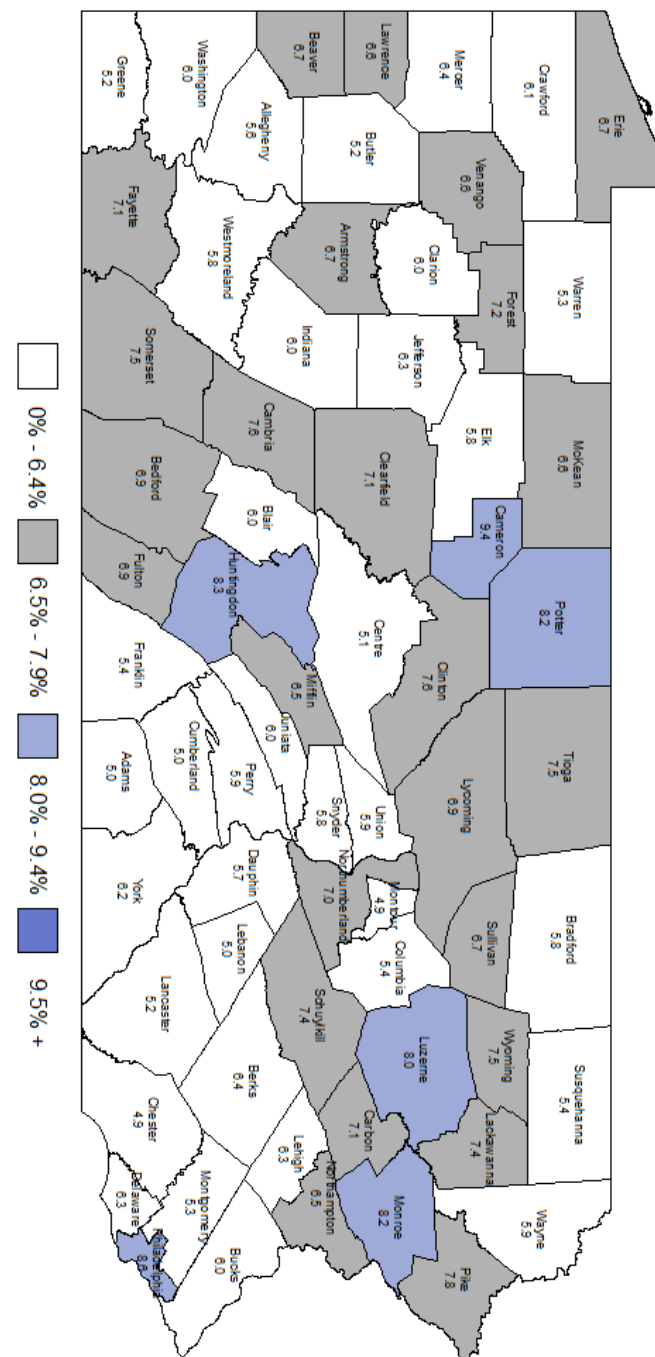 Erie
6.7
Crawford
6.1
Mercer
6.4
Lawrence
6.6
Beaver
6.7
Washington
6.0
Greene
5.2
Allegheny
5.6
Butler
5.2
Venango
6.6
Warren
5.3
Forest
7.2
Clarion
6.0
Armstrong
6.7
Westmoreland
5.8
Fayette
7.1
Indiana
6.0
Jefferson
6.3
Elk
5.8
McKean
6.6
Somerset
7.5
Cambria
7.6
Clearfield
7.1
Cameron
9.4
Potter
8.2
Bedford
6.9
Blair
6.0
Huntingdon
8.3
Fulton
6.9
Centre
5.1
Clinton
7.6
Franklin
5.4
Mifflin
6.5
Juniata
6.0
Tioga
7.5
Lycoming
6.9
Union
5.9
Snyder
5.8
Perry
5.9
Cumberland
5.0
Adams
5.0
Bradford
5.8
Sullivan
6.7
Montour
4.9
Northumberland
7.0
Dauphin
5.7
York
6.2
Columbia
5.4
Lebanon
5.0
Lancaster
5.2
Schuylkill
7.4
Luzerne
8.0
Wyoming
7.5
Susquehanna
5.4
Berks
6.4
Lackawanna
7.4
Carbon
7.1
Lehigh
6.3
Chester
4.9
Wayne
5.9
Monroe
8.2
Northampton
6.5
Montgomery
5.3
Delaware
6.3
Pike
7.8
Bucks
6.0
Philadelphia
8.6
0% - 6.4%
6.5% - 7.9%
8.0% - 9.4%
9.5% +